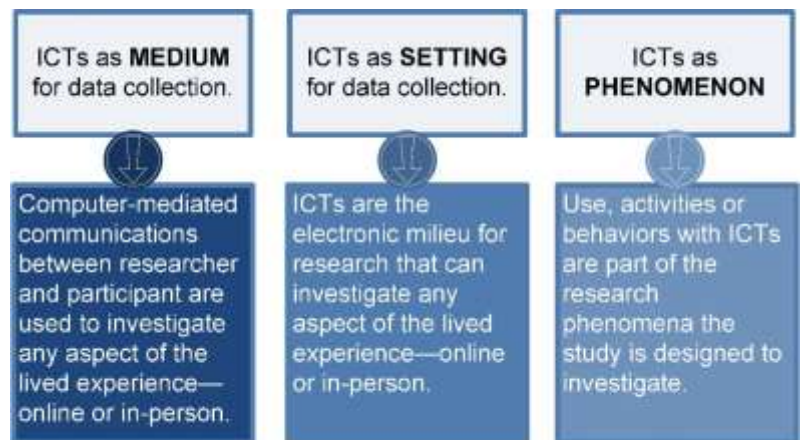 ICTs as MEDIUM
for data collection.
Computer-mediated
communications
between researcher
and participant are
used to investigate
any aspect of the
lived experience—
online or in-person.
ICTs as SETTING
for data collection.
ICTs are the
electronic milieu for
research that can
investigate any
aspect of the lived
experience—online
or in-person.
ICTs as
PHENOMENON
Use, activities or
behaviors with ICTs
are part of the
research
phenomena the
study is designed to
investigate.